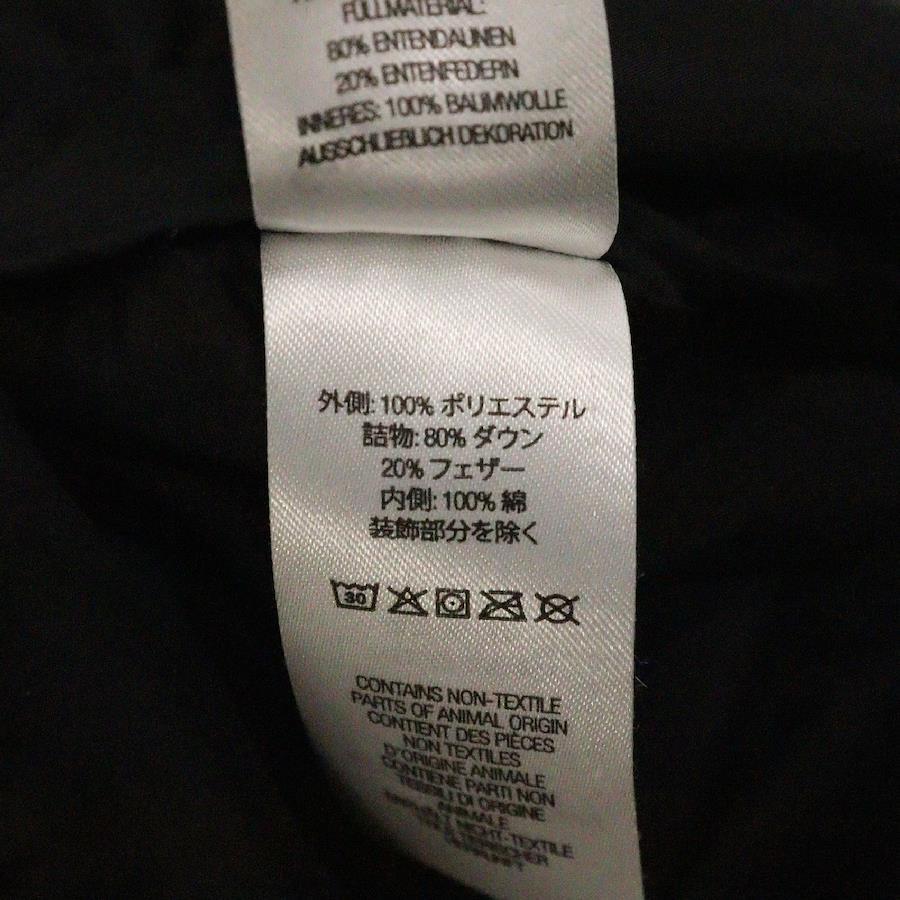 FÜLLMATERIAL:
80% ENTENDAUNEN
20% ENTENFEDERN
INNERES: 100% BAUMWOLLE
AUSSCHLIEBLICH DEKORATION
外側: 100% ポリエステル
詰物: 80% ダウン
20% フェザー
内側: 100% 綿
装飾部分を除く
30
CONTAINS NON-TEXTILE
PARTS OF ANIMAL ORIGIN
CONTIENT DES PIÈCES
NON TEXTILES
D'ORIGINE ANIMALE
CONTIENE PARTI NON
TESSILI DI ORIGINE
ANIMALE
NICHT-TEXTILE